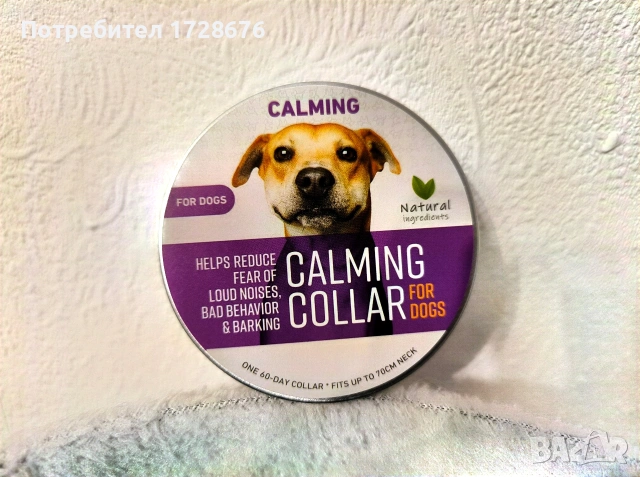 Потребител 1728676
CALMING
FOR DOGS
Natural
ingredients
HELPS REDUCE
FEAR OF
LOUD NOISES,
BAD BEHAVIOR
& BARKING
CALMING
COLLAR
FOR
DOGS
ONE 60-DAY COLLAR * FITS UP TO 70CM NECK
BAZAR